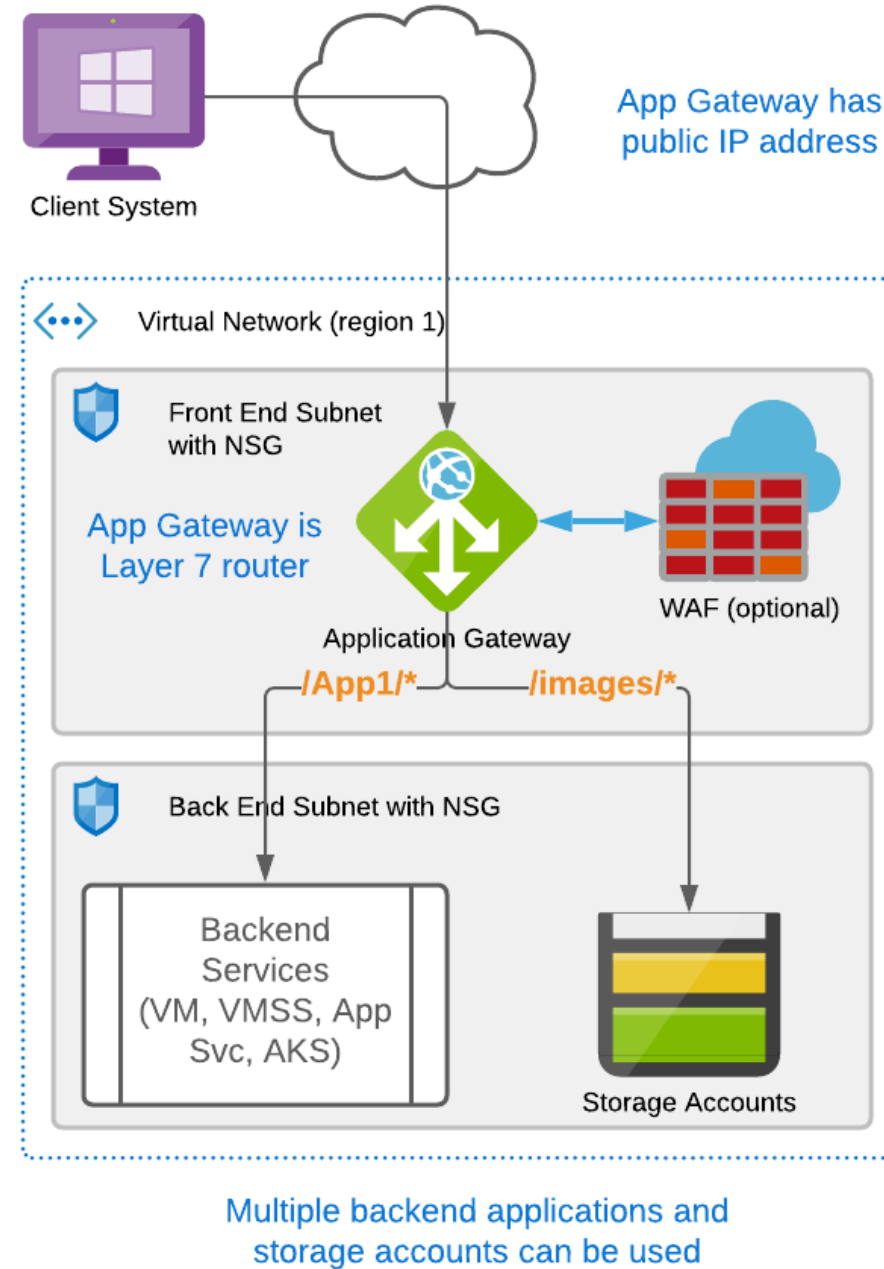 App Gateway has
public IP address
Client System
Virtual Network (region 1)
Front End Subnet
with NSG
App Gateway is
Layer 7 router
WAF (optional)
Application Gateway
/App1/*
/images/*
Back End Subnet with NSG
Backend
Services
(VM, VMSS, App
Svc, AKS)
Storage Accounts
Multiple backend applications and
storage accounts can be used